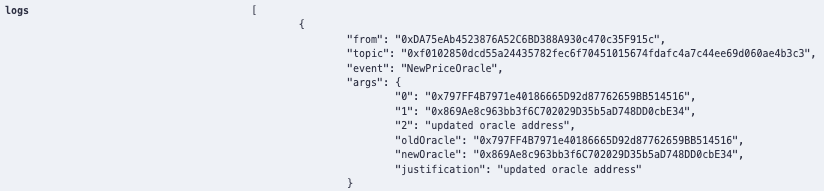 logs [
{
"from": "0xDA75eAb4523876A52C6BD388A930c470c35F915c",
"topic": "0xf0102850dcd55a24435782fec6f70451015674fdafc4a7c44ee69d060ae4b3c3",
"event": "NewPriceOracle",
"args": {
"0": "0x797FF4B7971e40186665D92d87762659BB514516",
"1": "0x869Ae8c963bb3f6C702029D35b5aD748DD0cbE34",
"2": "updated oracle address",
"oldOracle": "0x797FF4B7971e40186665D92d87762659BB514516",
"newOracle": "0x869Ae8c963bb3f6C702029D35b5aD748DD0cbE34",
"justification": "updated oracle address"
}